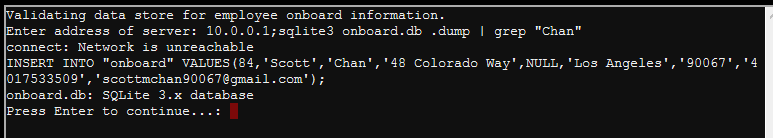 Validating data store for employee onboard information.
Enter address of server: 10.0.0.1;sqlite3 onboard.db .dump | grep "Chan"
connect: Network is unreachable
INSERT INTO "onboard" VALUES(84,'Scott','Chan','48 Colorado Way',NULL,'Los Angeles','90067','4
017533509','scottmchan90067@gmail.com');
onboard.db: SQLite 3.x database
Press Enter to continue...: